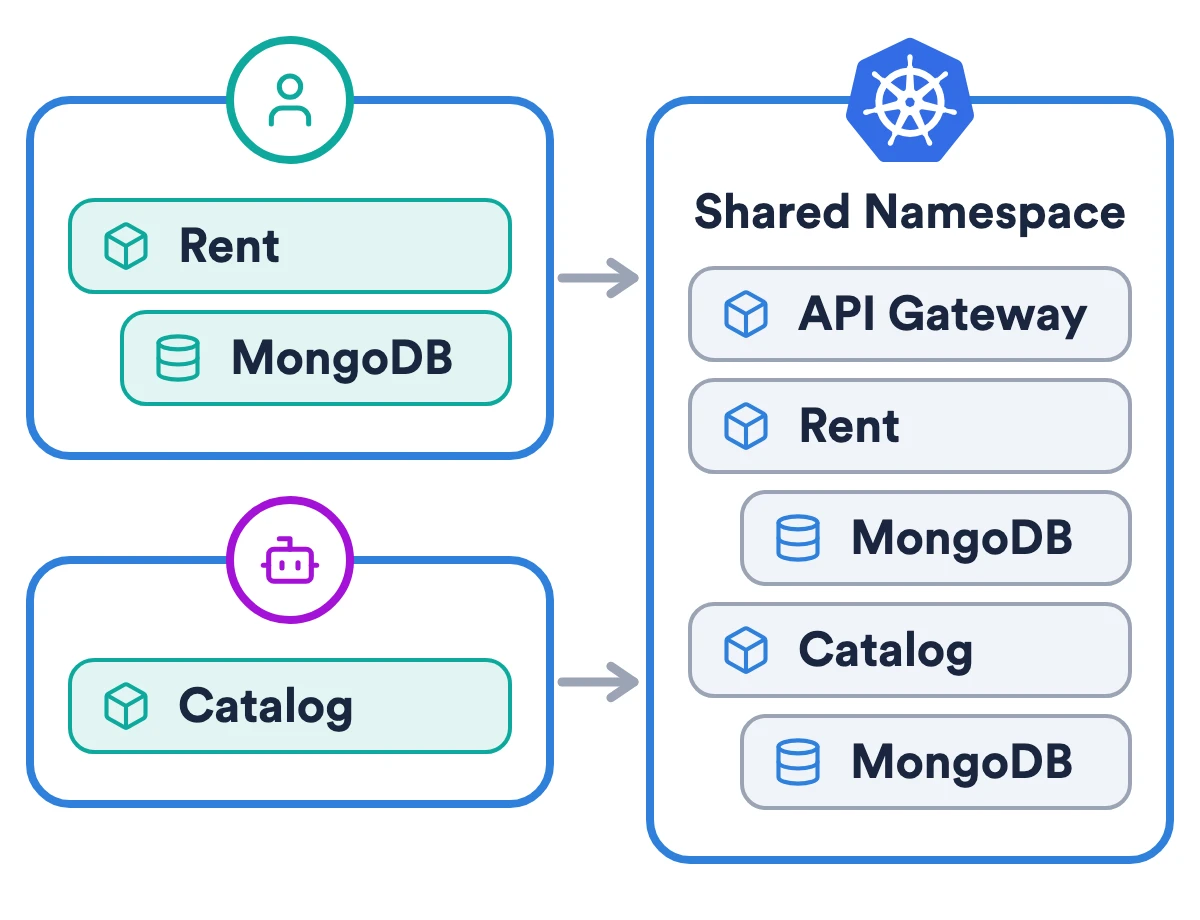 Rent
MongoDB
Catalog
Shared Namespace
API Gateway
Rent
MongoDB
Catalog
MongoDB